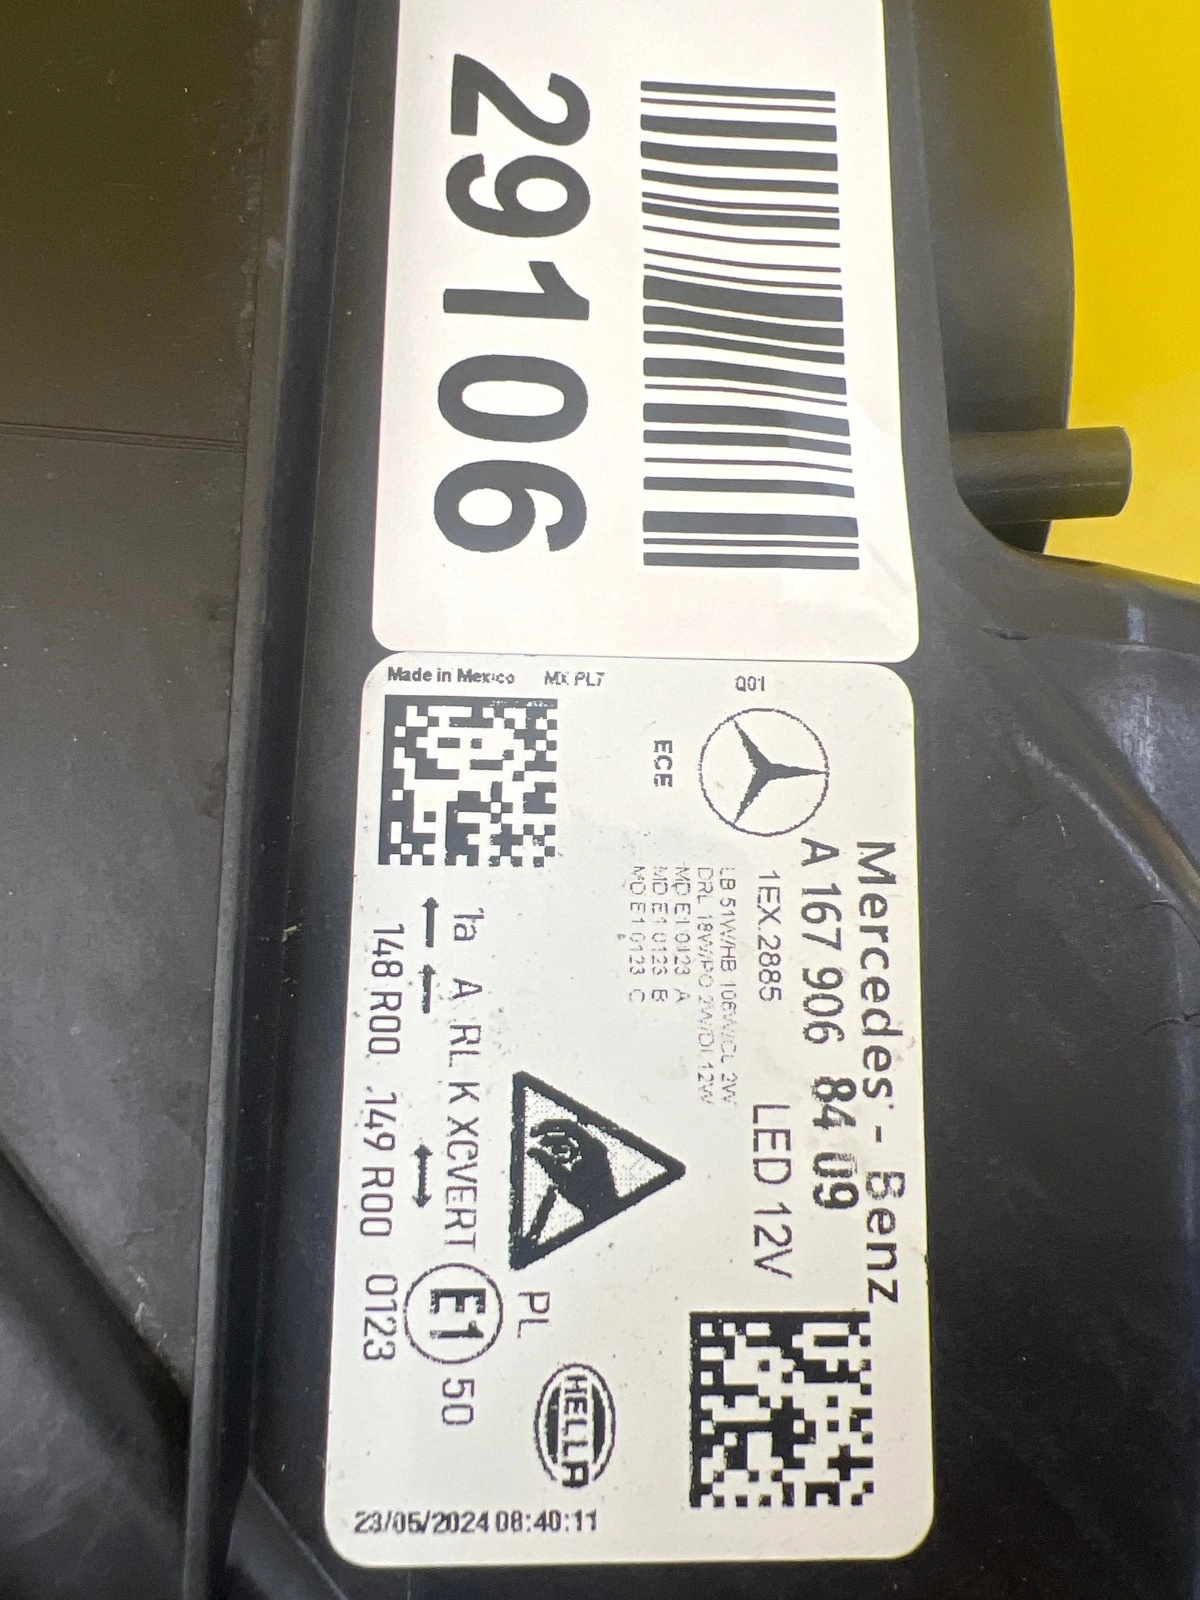 29106
Made in Mexico MX PL7
Q01
Mercedes - Benz
A 167 906 84 09
1EX.2885 LED 12V
LB 51W/HB 106W/CL 2W
DRL 18W/PO 2W/DI 12W
MD E1 0123 A
MD E1 0123 B
MD E1 0123 C
ECE
PL
HELLA
1a A RL K XCVERT E1 50
148 R00 149 R00 0123
23/05/2024 08:40:11